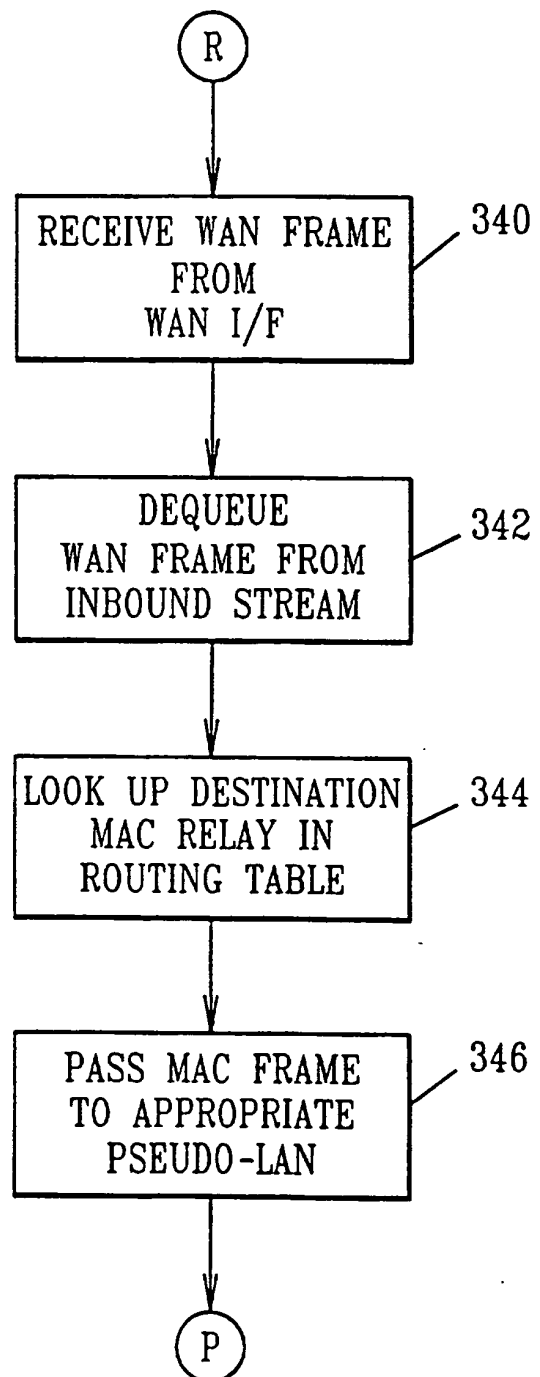 R
RECEIVE WAN FRAME
FROM
WAN I/F
340
DEQUEUE
WAN FRAME FROM
INBOUND STREAM
342
LOOK UP DESTINATION
MAC RELAY IN
ROUTING TABLE
344
PASS MAC FRAME
TO APPROPRIATE
PSEUDO-LAN
346
P